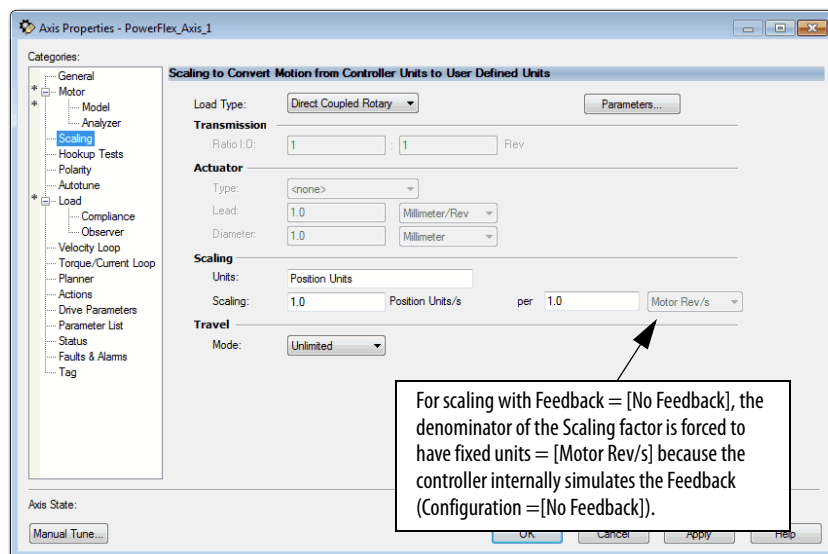 Axis Properties - PowerFlex_Axis_1
Categories:
General
* Motor
* Model
Analyzer
Scaling
Hookup Tests
Polarity
Autotune
* Load
Compliance
Observer
Velocity Loop
Torque/Current Loop
Planner
Actions
Drive Parameters
Parameter List
Status
Faults & Alarms
Tag
Scaling to Convert Motion from Controller Units to User Defined Units
Load Type: Direct Coupled Rotary Parameters...
Transmission
Ratio I:O: 1 : 1 Rev
Actuator
Type: <none>
Lead: 1.0 Millimeter/Rev
Diameter: 1.0 Millimeter
Scaling
Units: Position Units
Scaling: 1.0 Position Units/s per 1.0 Motor Rev/s
Travel
Mode: Unlimited
For scaling with Feedback = [No Feedback], the
denominator of the Scaling factor is forced to
have fixed units = [Motor Rev/s] because the
controller internally simulates the Feedback
(Configuration =[No Feedback]).
Axis State:
Manual Tune... OK Cancel Apply Help